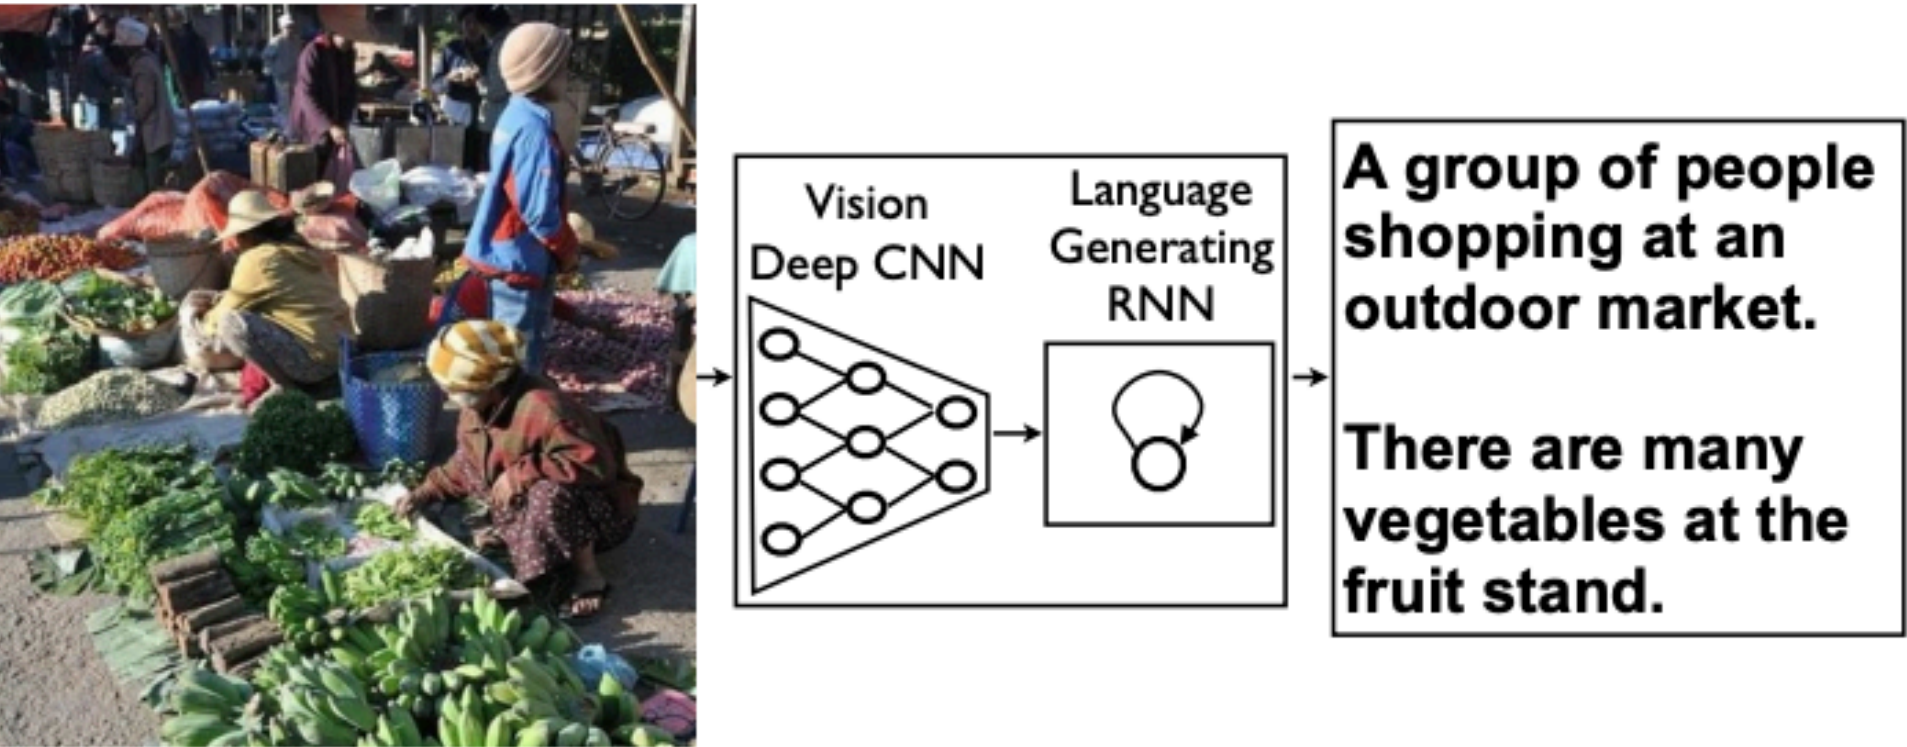 Vision
Deep CNN
Language
Generating
RNN
A group of people
shopping at an
outdoor market.
There are many
vegetables at the
fruit stand.